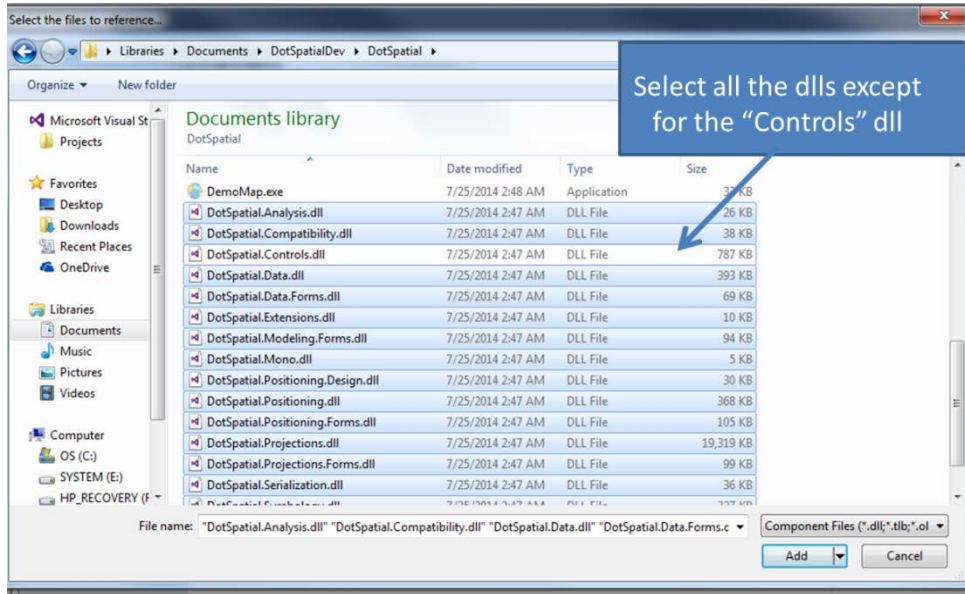 Select the files to reference...
Libraries ▸ Documents ▸ DotSpatialDev ▸ DotSpatial ▸
Select all the dlls except
for the “Controls” dll
Organize New folder
Microsoft Visual St
Projects
Favorites
Desktop
Downloads
Recent Places
OneDrive
Libraries
Documents
Music
Pictures
Videos
Computer
OS (C:)
SYSTEM (E:)
HP_RECOVERY (F
Documents library
DotSpatial
Name Date modified Type Size
DemoMap.exe 7/25/2014 2:48 AM Application KB
DotSpatial.Analysis.dll 7/25/2014 2:47 AM DLL File 26 KB
DotSpatial.Compatibility.dll 7/25/2014 2:47 AM DLL File 38 KB
DotSpatial.Controls.dll 7/25/2014 2:47 AM DLL File 787 KB
DotSpatial.Data.dll 7/25/2014 2:47 AM DLL File 393 KB
DotSpatial.Data.Forms.dll 7/25/2014 2:47 AM DLL File 69 KB
DotSpatial.Extensions.dll 7/25/2014 2:47 AM DLL File 10 KB
DotSpatial.Modeling.Forms.dll 7/25/2014 2:47 AM DLL File 94 KB
DotSpatial.Mono.dll 7/25/2014 2:47 AM DLL File 5 KB
DotSpatial.Positioning.Design.dll 7/25/2014 2:47 AM DLL File 30 KB
DotSpatial.Positioning.dll 7/25/2014 2:47 AM DLL File 368 KB
DotSpatial.Positioning.Forms.dll 7/25/2014 2:47 AM DLL File 105 KB
DotSpatial.Projections.dll 7/25/2014 2:47 AM DLL File 19,319 KB
DotSpatial.Projections.Forms.dll 7/25/2014 2:47 AM DLL File 99 KB
DotSpatial.Serialization.dll 7/25/2014 2:47 AM DLL File 36 KB
File name: "DotSpatial.Analysis.dll" "DotSpatial.Compatibility.dll" "DotSpatial.Data.dll" "DotSpatial.Data.Forms.c Component Files (*.dll;*.tlb;*.ol
Add Cancel